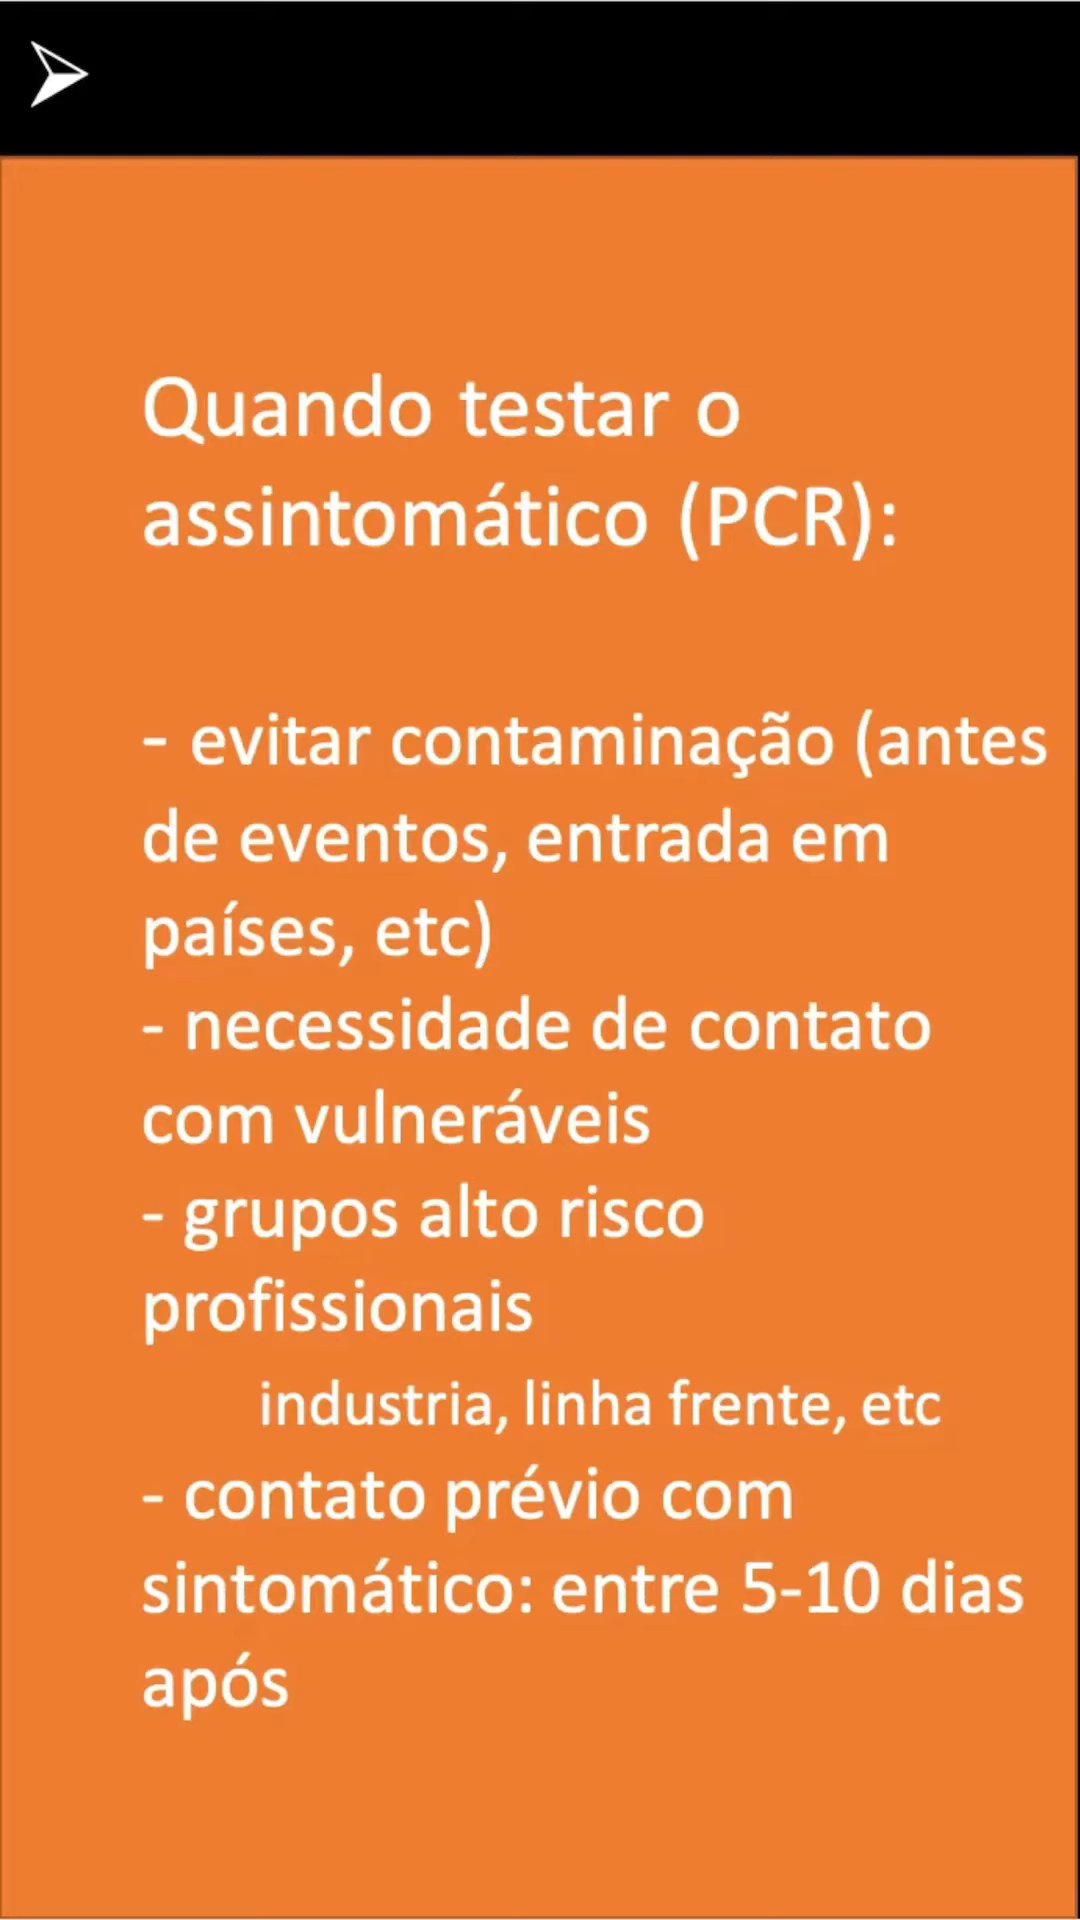 Quando testar o
assintomático (PCR):
- evitar contaminação (antes
de eventos, entrada em
países, etc)
- necessidade de contato
com vulneráveis
- grupos alto risco
profissionais
industria, linha frente, etc
- contato prévio com
sintomático: entre 5-10 dias
após